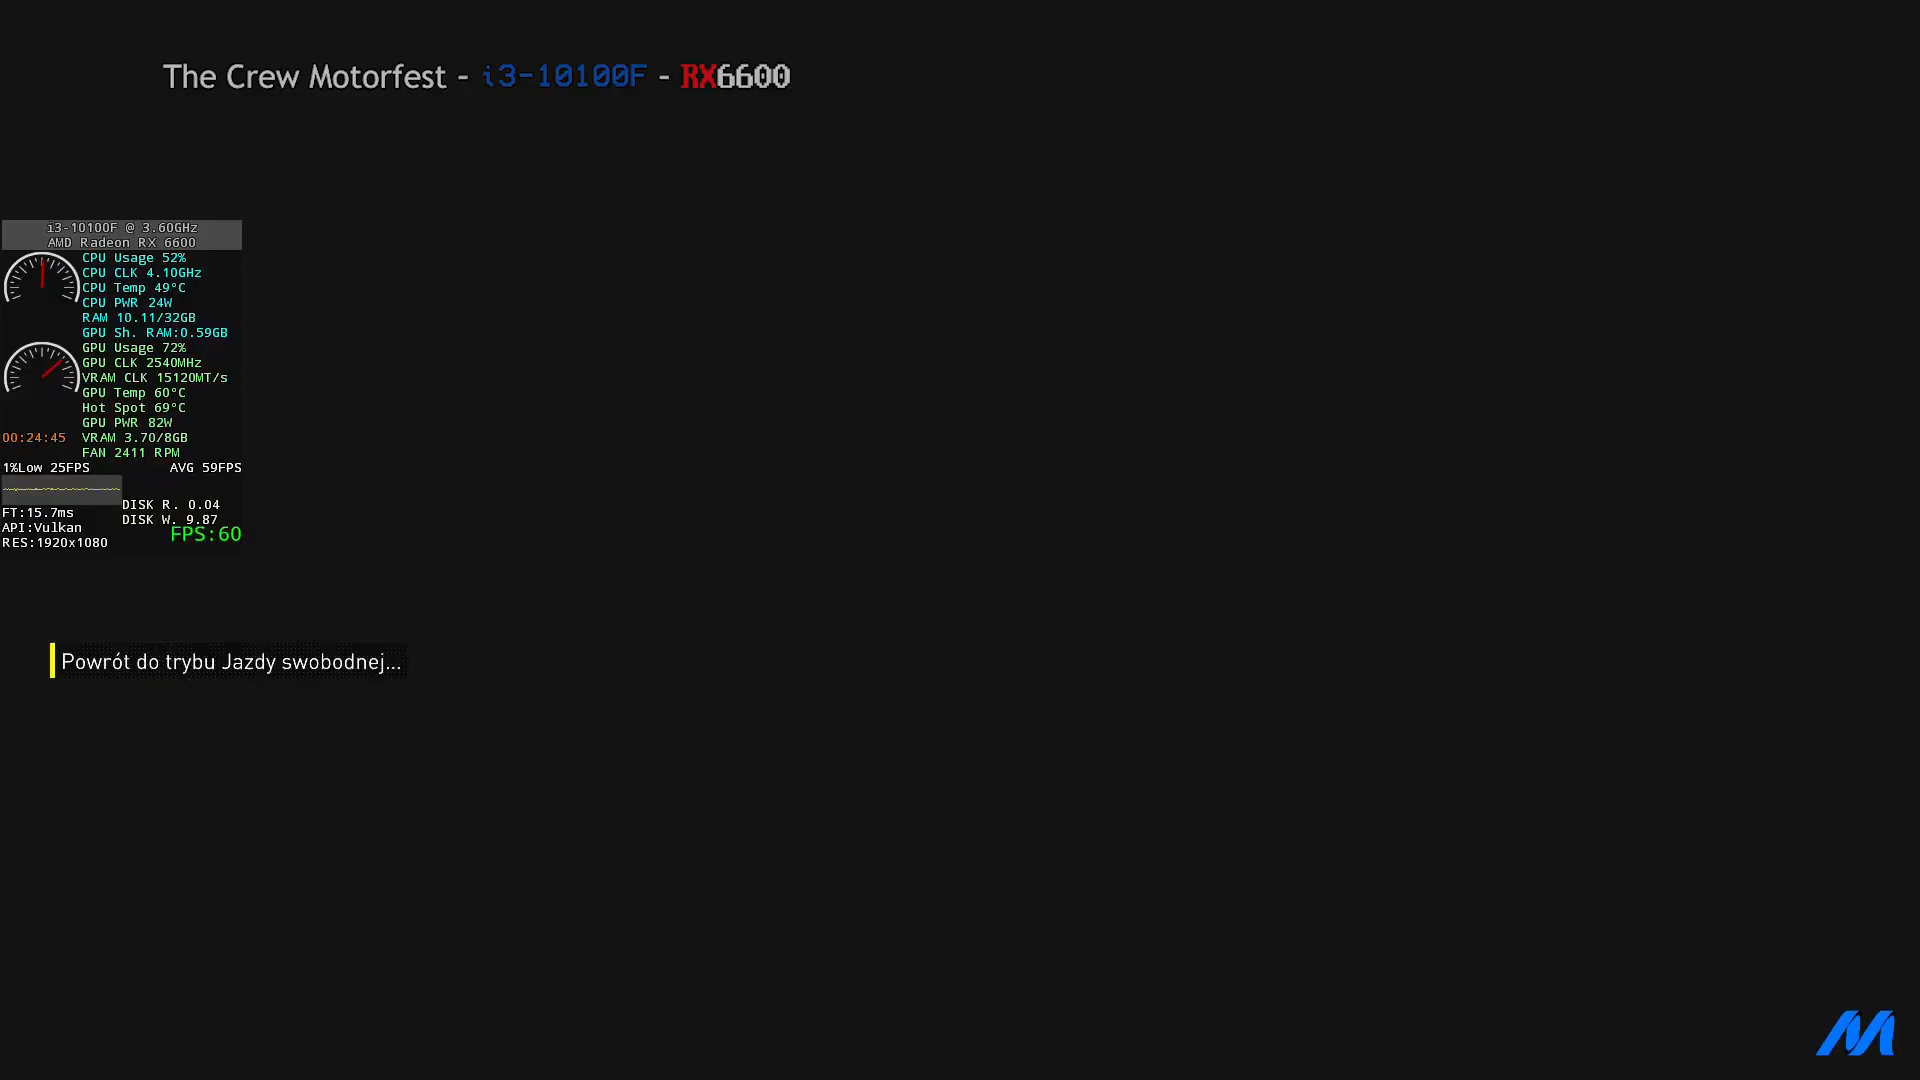 The Crew Motorfest - i3-10100F - RX6600
i3-10100F @ 3.60GHz
AMD Radeon RX 6600
CPU Usage 52%
CPU CLK 4.10GHz
CPU Temp 49°C
CPU PWR 24W
RAM 10.11/32GB
GPU Sh. RAM:0.59GB
GPU Usage 72%
GPU CLK 2540MHz
VRAM CLK 15120MT/s
GPU Temp 60°C
Hot Spot 69°C
GPU PWR 82W
00:24:45 VRAM 3.70/8GB
FAN 2411 RPM
1%Low 25FPS AVG 59FPS
DISK R. 0.04
FT:15.7ms
DISK W. 9.87
API:Vulkan
FPS:60
RES:1920x1080
Powrót do trybu Jazdy swobodnej...